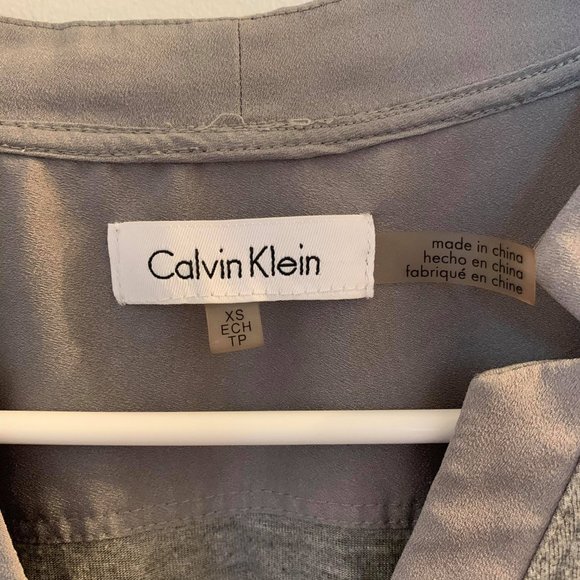 Calvin Klein
made in china
hecho en china
fabriqué en chine
XS
ECH
TP